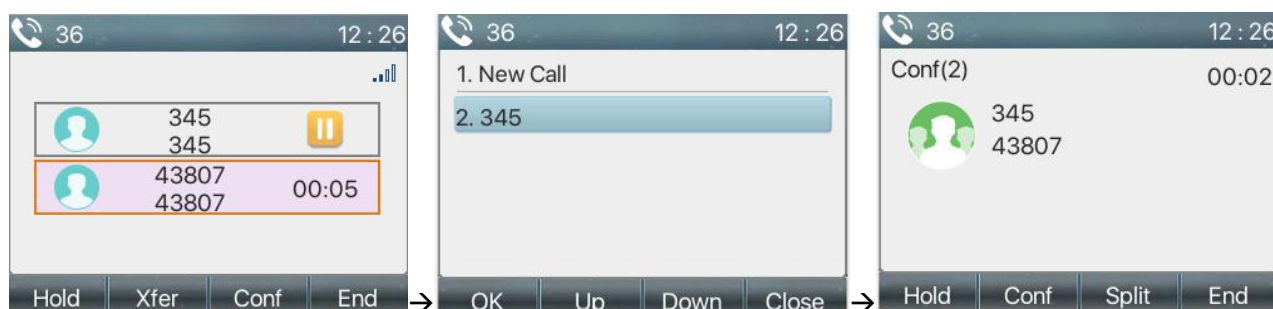 36 12 : 26
345
345
43807
43807 00:05
Hold Xfer Conf End
→
36 12 : 26
1. New Call
2. 345
OK Up Down Close
→
36 12 : 26
Conf(2) 00:02
345
43807
Hold Conf Split End